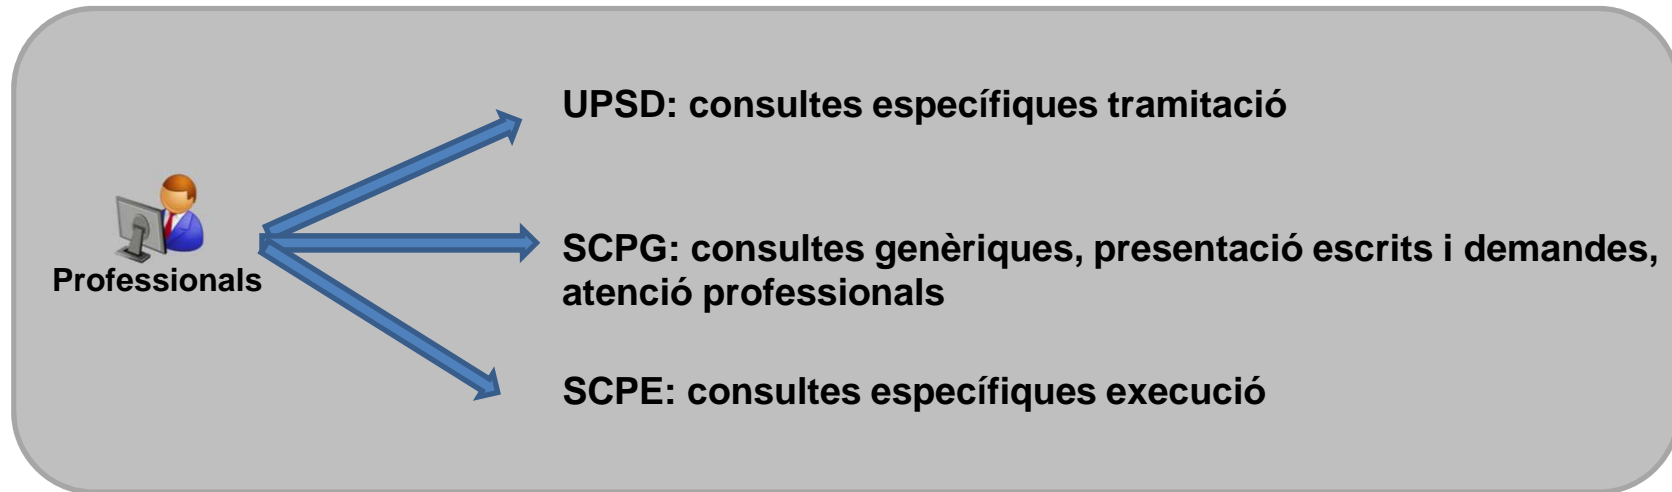 UPSD: consultes específiques tramitació
Professionals
SCPG: consultes genèriques, presentació escrits i demandes,
atenció professionals
SCPE: consultes específiques execució